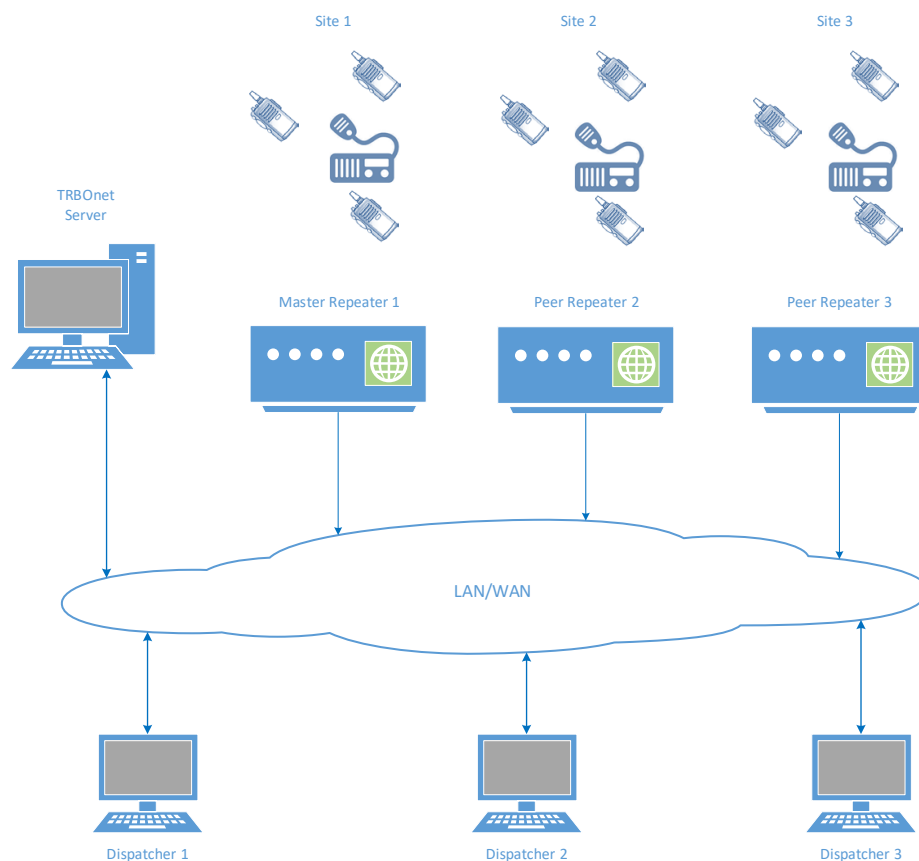 Site 1
Site 2
Site 3
TRBOnet
Server
Master Repeater 1
Peer Repeater 2
Peer Repeater 3
LAN/WAN
Dispatcher 1
Dispatcher 2
Dispatcher 3